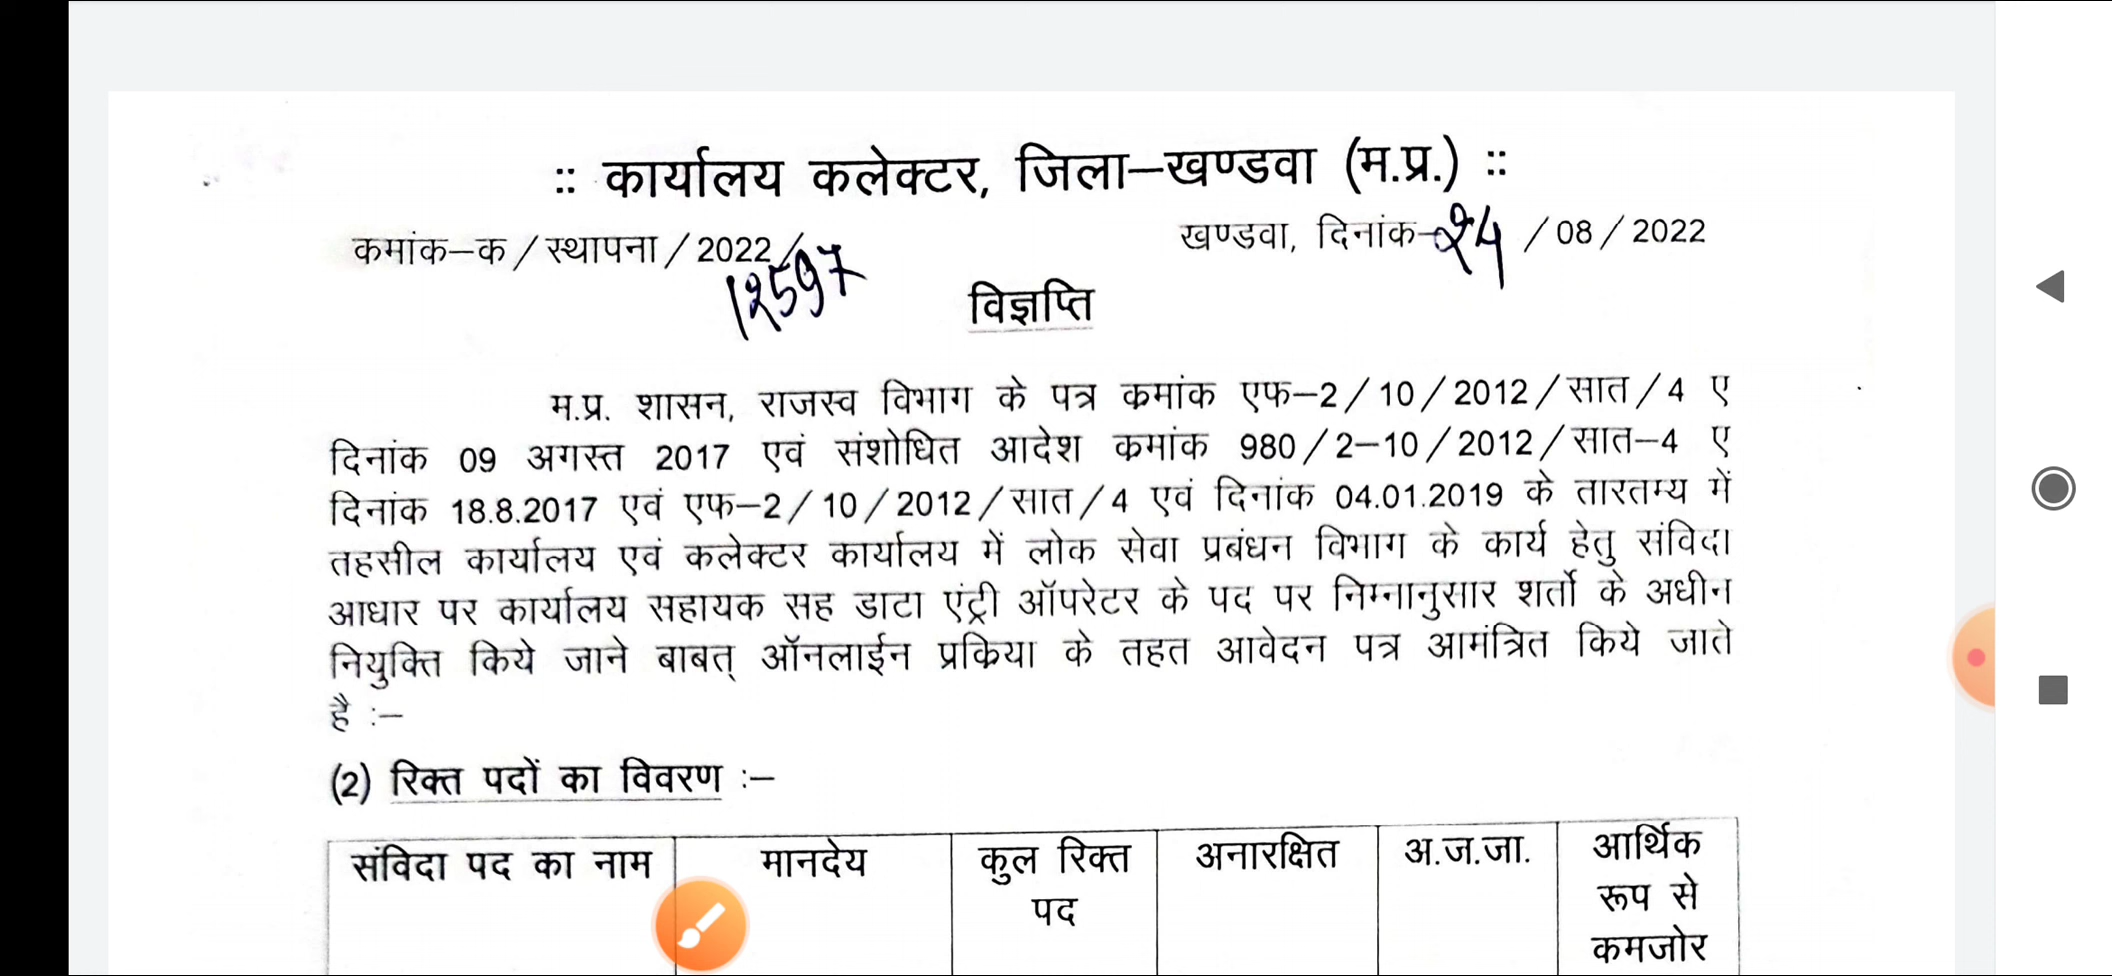 :: कार्यालय कलेक्टर, जिला–खण्डवा (म.प्र.) ::
कमांक–क / स्थापना / 2022 / 12597
खण्डवा, दिनांक– 24 / 08 / 2022
विज्ञप्ति
म.प्र. शासन, राजस्व विभाग के पत्र कमांक एफ–2 / 10 / 2012 / सात / 4 ए
दिनांक 09 अगस्त 2017 एवं संशोधित आदेश कमांक 980 / 2–10 / 2012 / सात–4 ए
दिनांक 18.8.2017 एवं एफ–2 / 10 / 2012 / सात / 4 एवं दिनांक 04.01.2019 के तारतम्य में
तहसील कार्यालय एवं कलेक्टर कार्यालय में लोक सेवा प्रबंधन विभाग के कार्य हेतु संविदा
आधार पर कार्यालय सहायक सह डाटा एंट्री ऑपरेटर के पद पर निम्नानुसार शर्तो के अधीन
नियुक्ति किये जाने बाबत् ऑनलाईन प्रकिया के तहत आवेदन पत्र आमंत्रित किये जाते
है :–
(2) रिक्त पदों का विवरण :–
संविदा पद का नाम
मानदेय
कुल रिक्त
पद
अनारक्षित
अ.ज.जा.
आर्थिक
रूप से
कमजोर